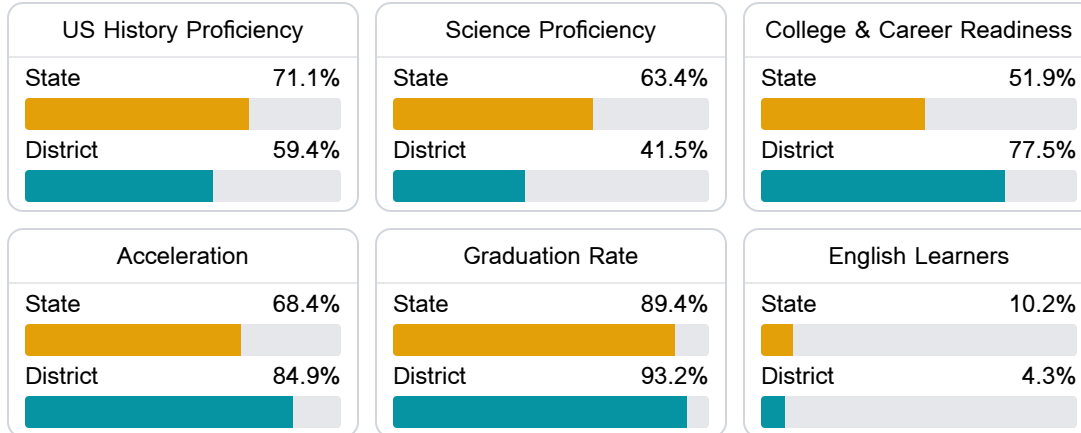 US History Proficiency
State 71.1%
District 59.4%
Science Proficiency
State 63.4%
District 41.5%
College & Career Readiness
State 51.9%
District 77.5%
Acceleration
State 68.4%
District 84.9%
Graduation Rate
State 89.4%
District 93.2%
English Learners
State 10.2%
District 4.3%